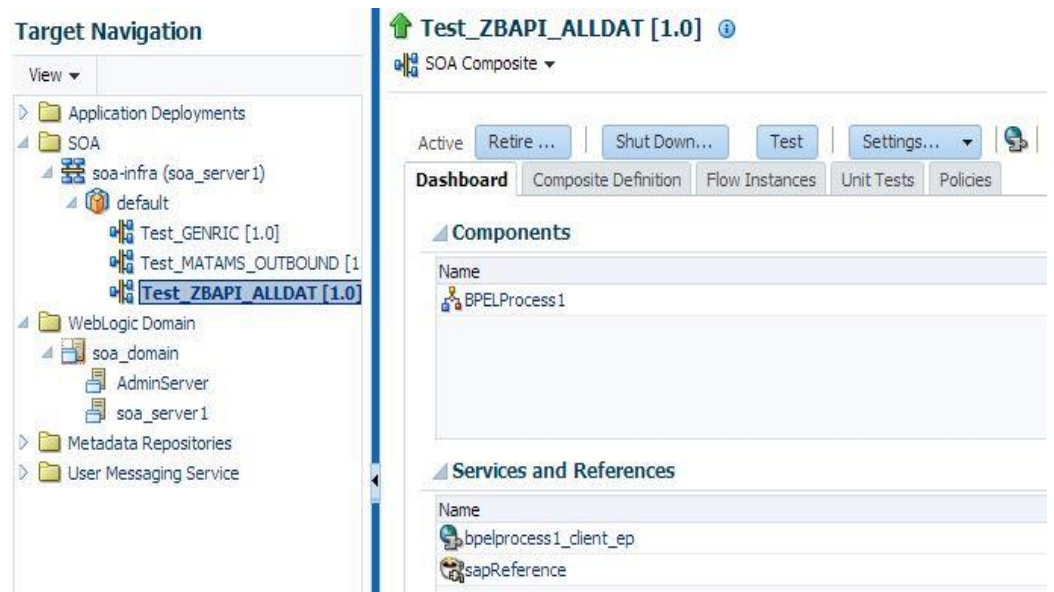 Target Navigation
View
Application Deployments
SOA
soa-infra (soa_server1)
default
Test_GENRIC [1.0]
Test_MATAMS_OUTBOUND [1
Test_ZBAPI_ALLDAT [1.0]
WebLogic Domain
soa_domain
AdminServer
soa_server1
Metadata Repositories
User Messaging Service
Test_ZBAPI_ALLDAT [1.0]
SOA Composite
Active Retire ... Shut Down... Test Settings...
Dashboard Composite Definition Flow Instances Unit Tests Policies
Components
Name
BPELProcess1
Services and References
Name
bpelprocess1_client_ep
sapReference